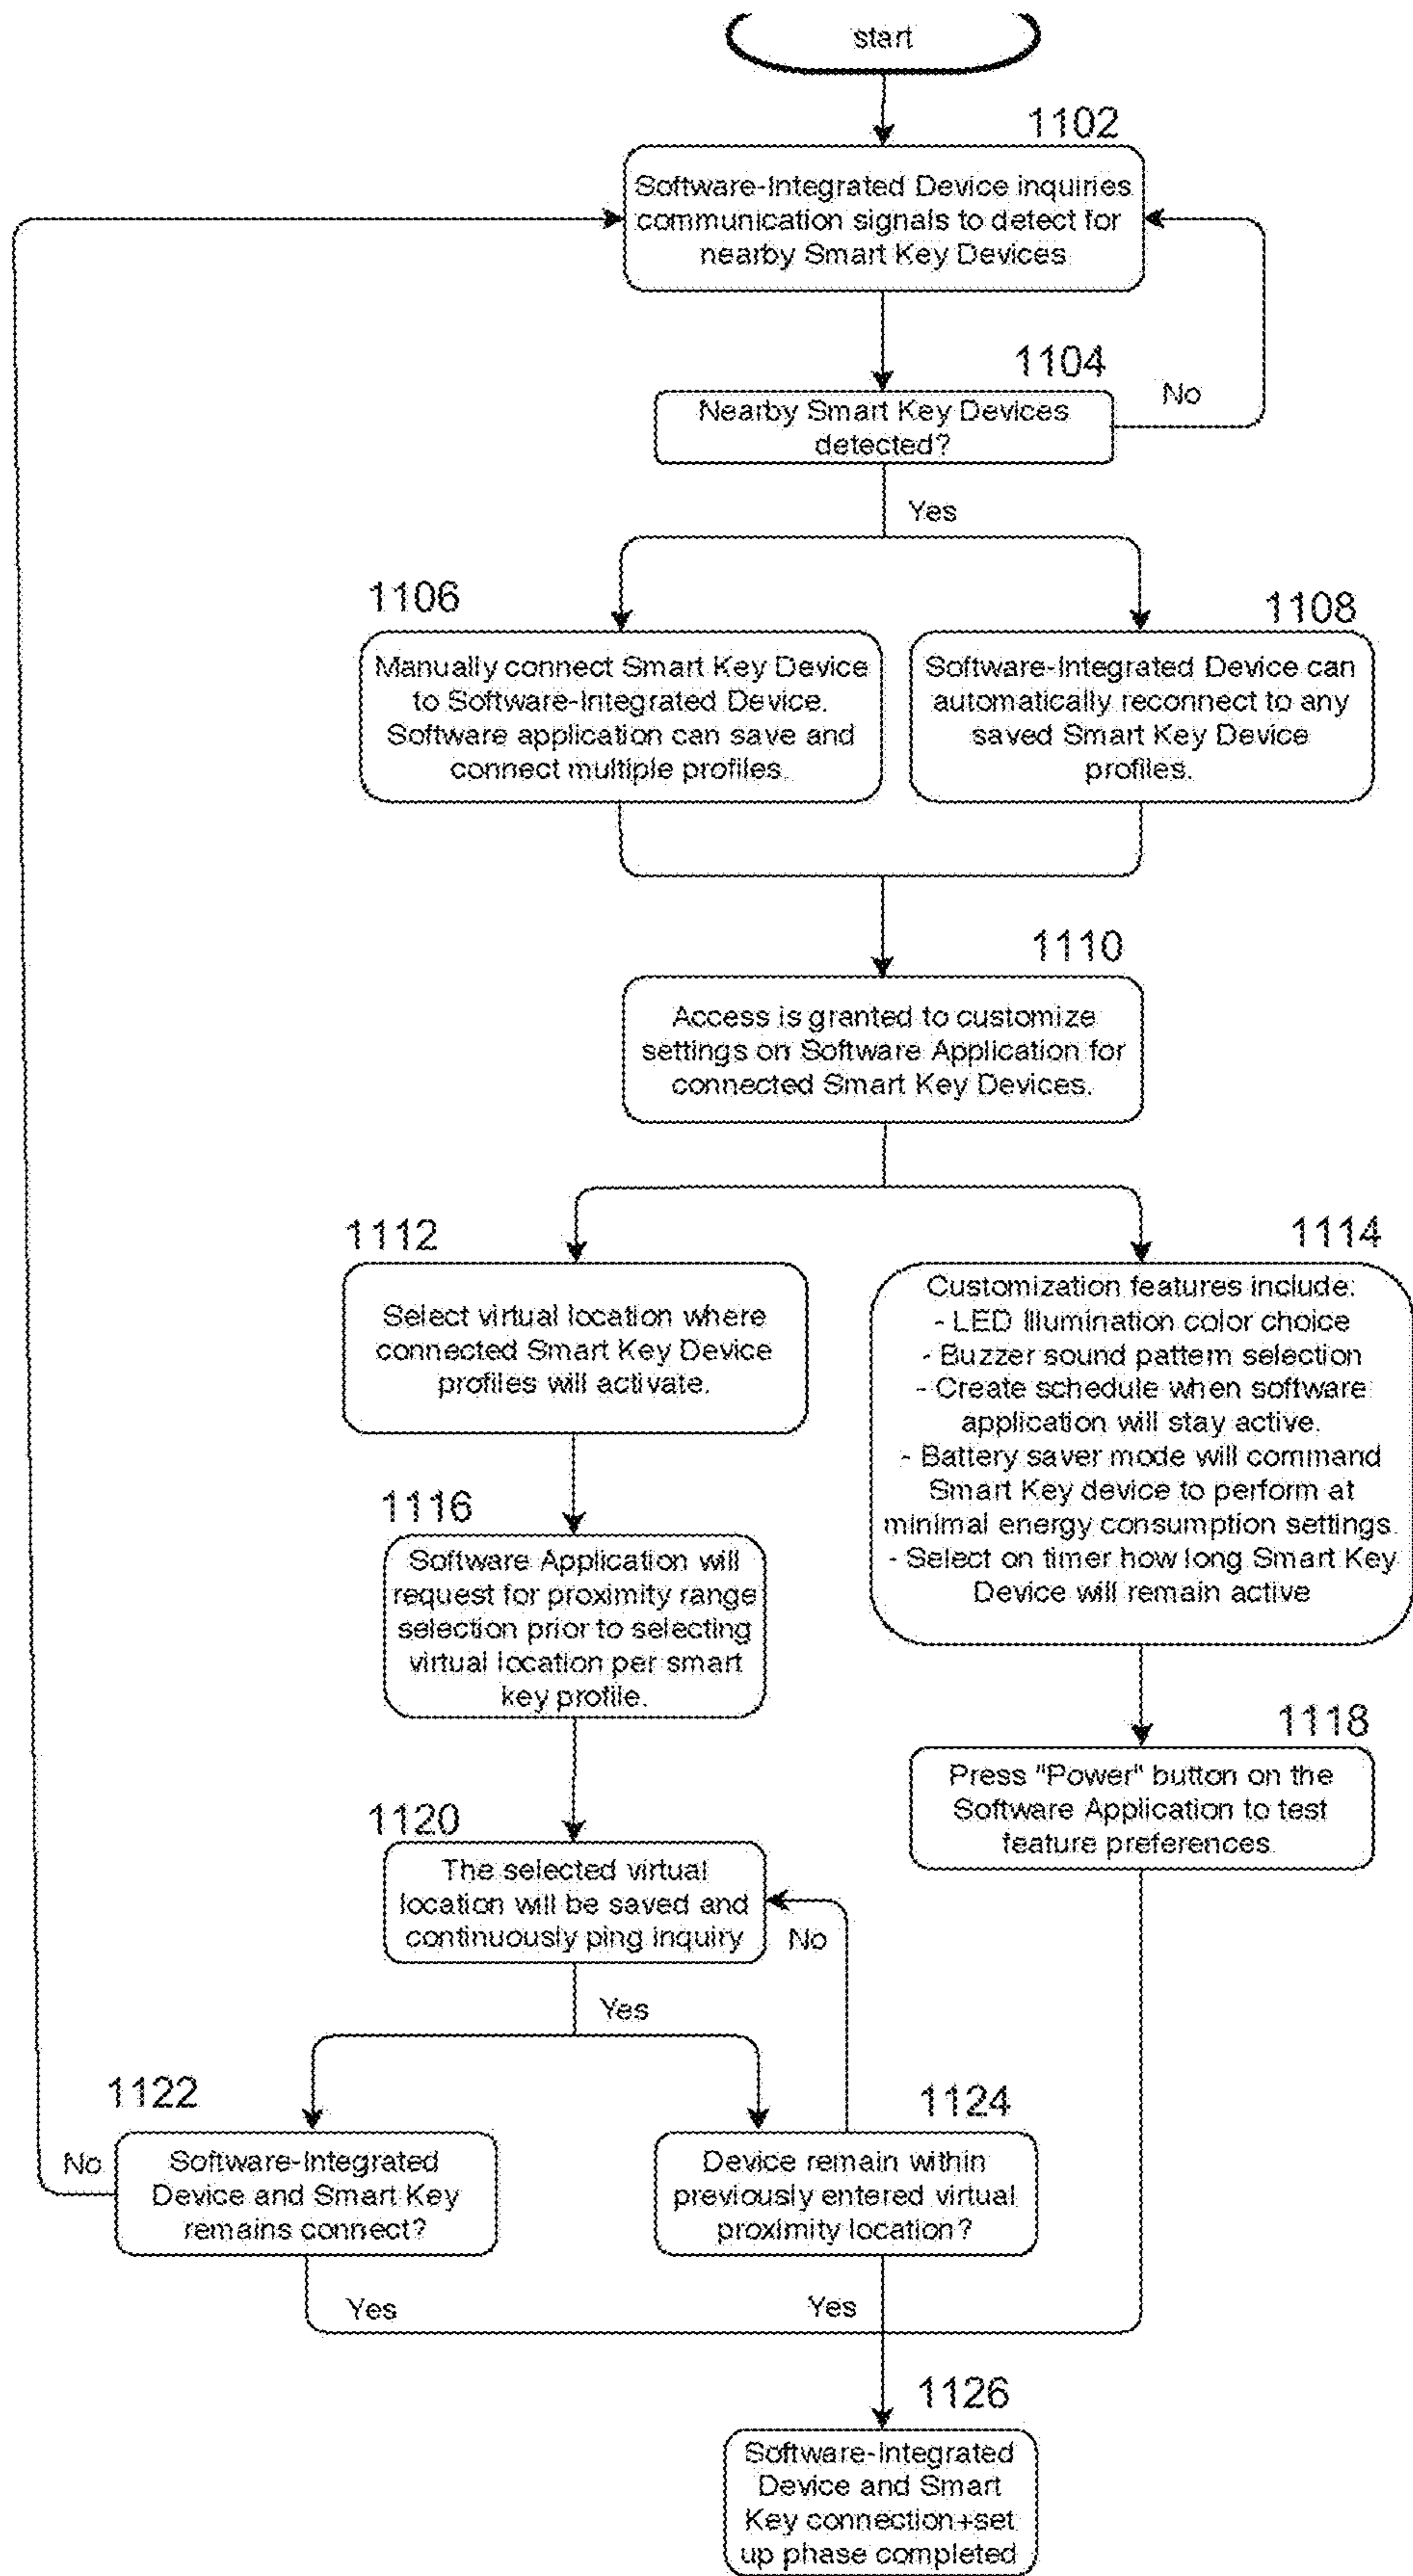 start
1102
Software-Integrated Device inquiries
communication signals to detect for
nearby Smart Key Devices
1104
Nearby Smart Key Devices
detected?
No
Yes
1106
Manually connect Smart Key Device
to Software-Integrated Device.
Software application can save and
connect multiple profiles.
1108
Software-Integrated Device can
automatically reconnect to any
saved Smart Key Device
profiles.
1110
Access is granted to customize
settings on Software Application for
connected Smart Key Devices.
1112
Select virtual location where
connected Smart Key Device
profiles will activate.
1114
Customization features include:
- LED Illumination color choice
- Buzzer sound pattern selection
- Create schedule when software
application will stay active.
- Battery saver mode will command
Smart Key device to perform at
minimal energy consumption settings.
- Select on timer how long Smart Key
Device will remain active
1116
Software Application will
request for proximity range
selection prior to selecting
virtual location per smart
key profile.
1118
Press "Power" button on the
Software Application to test
feature preferences
1120
The selected virtual
location will be saved and
continuously ping inquiry
No
Yes
1122
Software-Integrated
Device and Smart Key
remains connect?
No
Yes
1124
Device remain within
previously entered virtual
proximity location?
Yes
1126
Software-Integrated
Device and Smart
Key connection+set
up phase completed